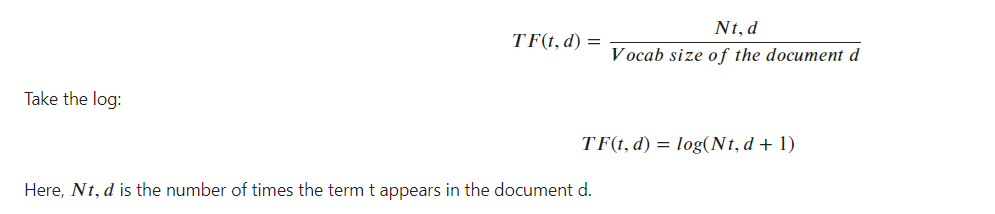 TF(t, d) = Nt, d / Vocab size of the document d
Take the log:
TF(t, d) = log(Nt, d + 1)
Here, Nt, d is the number of times the term t appears in the document d.